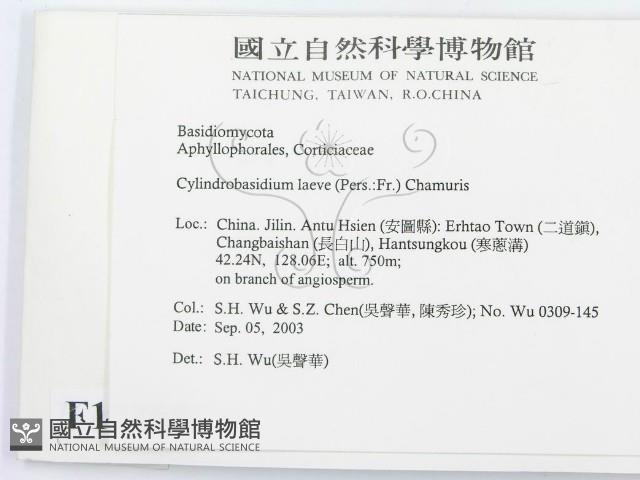 國立自然科學博物館
NATIONAL MUSEUM OF NATURAL SCIENCE
TAICHUNG, TAIWAN, R.O.CHINA
Basidiomycota
Aphyllophorales, Corticiaceae
Cylindrobasidium laeve (Pers.:Fr.) Chamuris
Loc.: China. Jilin. Antu Hsien (安圖縣): Erhtao Town (二道鎮),
Changbaishan (長白山), Hantsungkou (寒蔥溝)
42.24N, 128.06E; alt. 750m;
on branch of angiosperm.
Col.: S.H. Wu & S.Z. Chen(吳聲華, 陳秀珍); No. Wu 0309-145
Date: Sep. 05, 2003
Det.: S.H. Wu(吳聲華)
F1
國立自然科學博物館
NATIONAL MUSEUM OF NATURAL SCIENCE